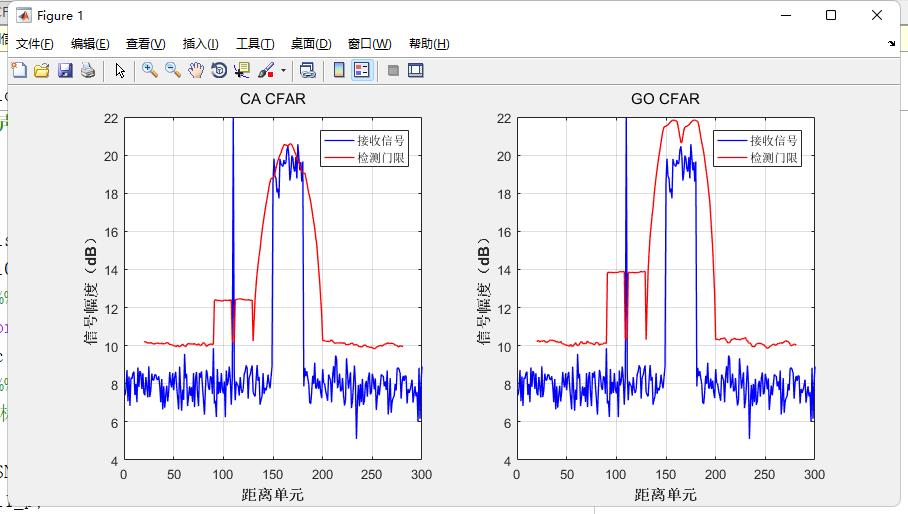 Figure 1
文件(F) 编辑(E) 查看(V) 插入(I) 工具(T) 桌面(D) 窗口(W) 帮助(H)
CA CFAR
22
20
18
16
14
12
10
8
6
4
信号幅度（dB）
接收信号
检测门限
0 50 100 150 200 250 300
距离单元
GO CFAR
22
20
18
16
14
12
10
8
6
4
信号幅度（dB）
接收信号
检测门限
0 50 100 150 200 250 300
距离单元